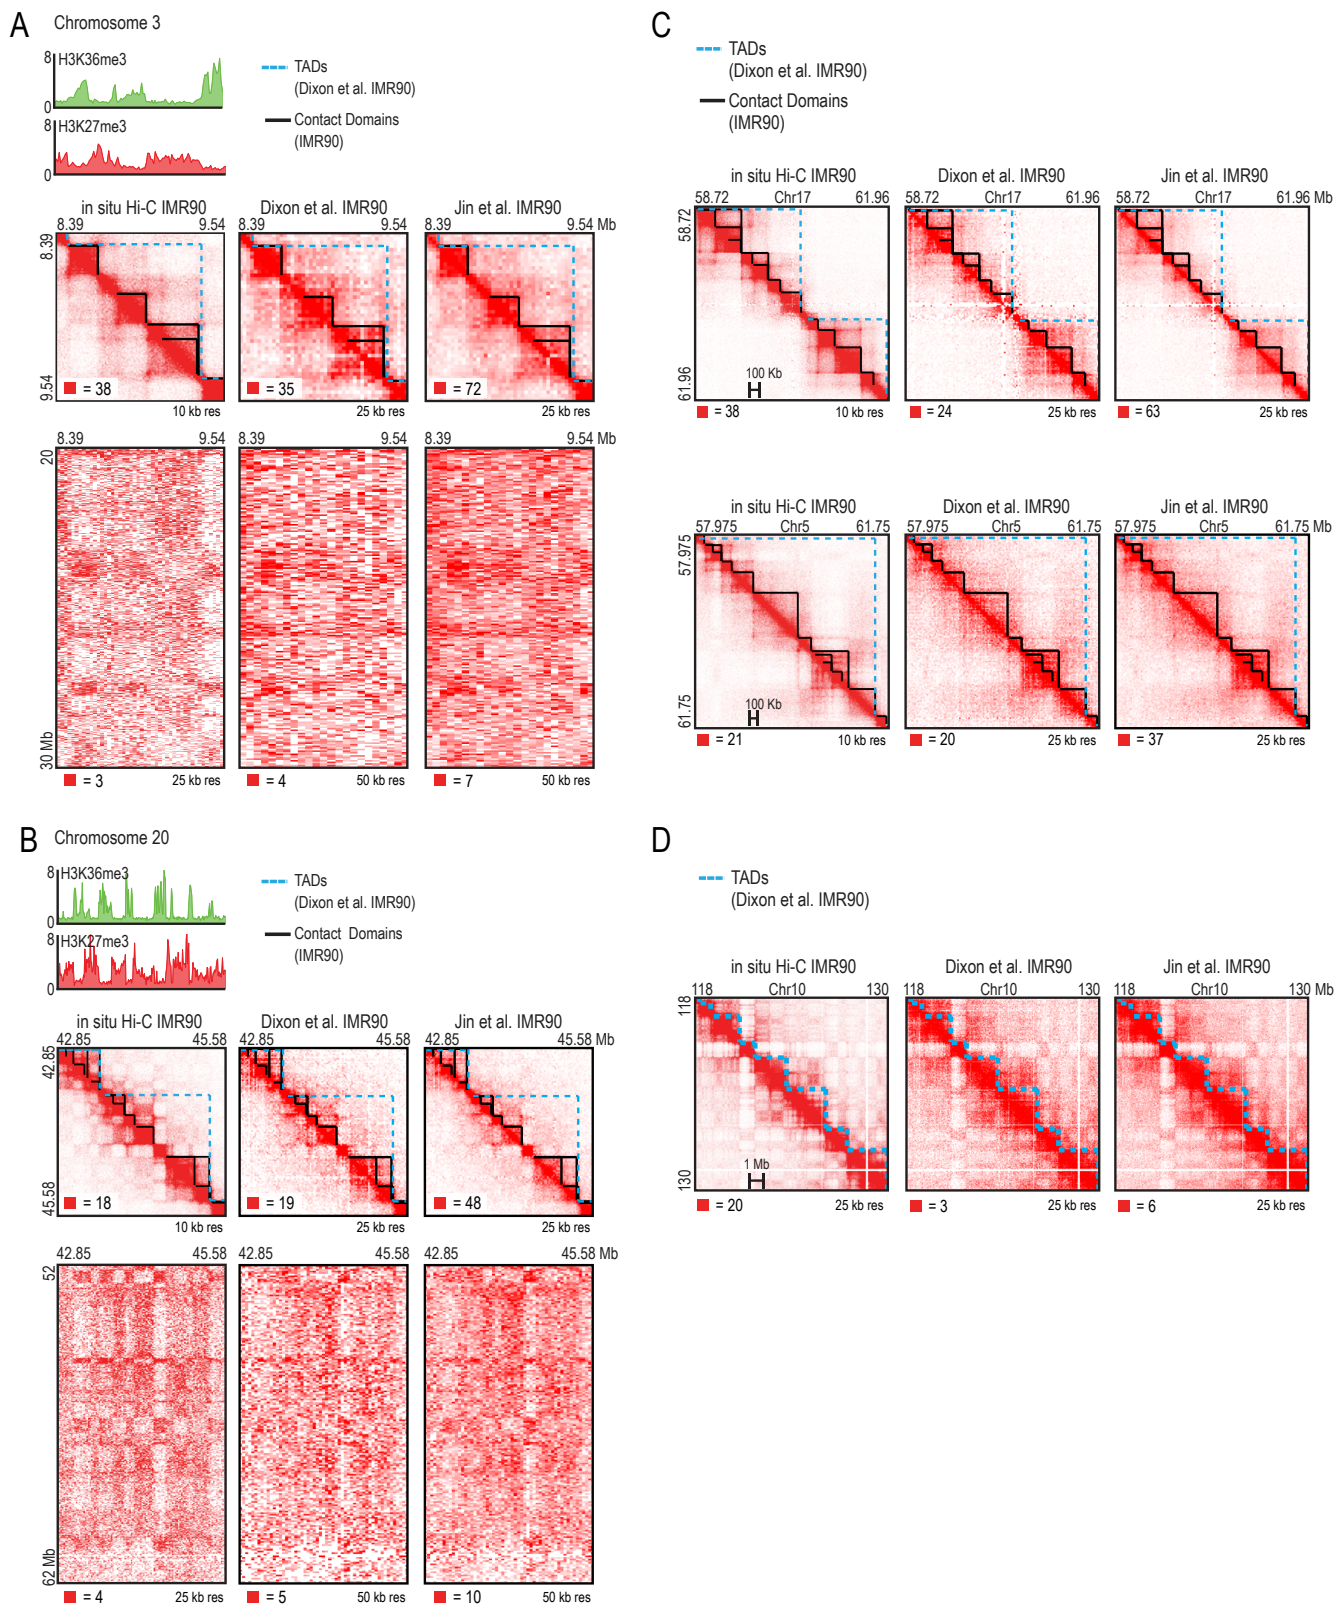 A
Chromosome 3
8
H3K36me3
0
8
H3K27me3
0
TADs
(Dixon et al. IMR90)
Contact Domains
(IMR90)
in situ Hi-C IMR90
Dixon et al. IMR90
Jin et al. IMR90
8.39 9.54
8.39 9.54
8.39 9.54 Mb
8.39
9.54
= 38
= 35
= 72
10 kb res
25 kb res
25 kb res
8.39 9.54
8.39 9.54
8.39 9.54 Mb
20
30 Mb
= 3
25 kb res
= 4
50 kb res
= 7
50 kb res
B
Chromosome 20
8
H3K36me3
0
8
H3K27me3
0
TADs
(Dixon et al. IMR90)
Contact Domains
(IMR90)
in situ Hi-C IMR90
Dixon et al. IMR90
Jin et al. IMR90
42.85 45.58
42.85 45.58
42.85 45.58 Mb
42.85
45.58
= 18
= 19
= 48
10 kb res
25 kb res
25 kb res
42.85 45.58
42.85 45.58
42.85 45.58 Mb
52
62 Mb
= 4
25 kb res
= 5
50 kb res
= 10
50 kb res
C
TADs
(Dixon et al. IMR90)
Contact Domains
(IMR90)
in situ Hi-C IMR90
Dixon et al. IMR90
Jin et al. IMR90
58.72 Chr17 61.96
58.72 Chr17 61.96
58.72 Chr17 61.96 Mb
58.72
61.96
100 Kb
= 38
10 kb res
= 24
25 kb res
= 63
25 kb res
in situ Hi-C IMR90
Dixon et al. IMR90
Jin et al. IMR90
57.975 Chr5 61.75
57.975 Chr5 61.75
57.975 Chr5 61.75 Mb
57.975
61.75
100 Kb
= 21
10 kb res
= 20
25 kb res
= 37
25 kb res
D
TADs
(Dixon et al. IMR90)
in situ Hi-C IMR90
Dixon et al. IMR90
Jin et al. IMR90
118 Chr10 130
118 Chr10 130
118 Chr10 130 Mb
118
130
1 Mb
= 20
25 kb res
= 3
25 kb res
= 6
25 kb res